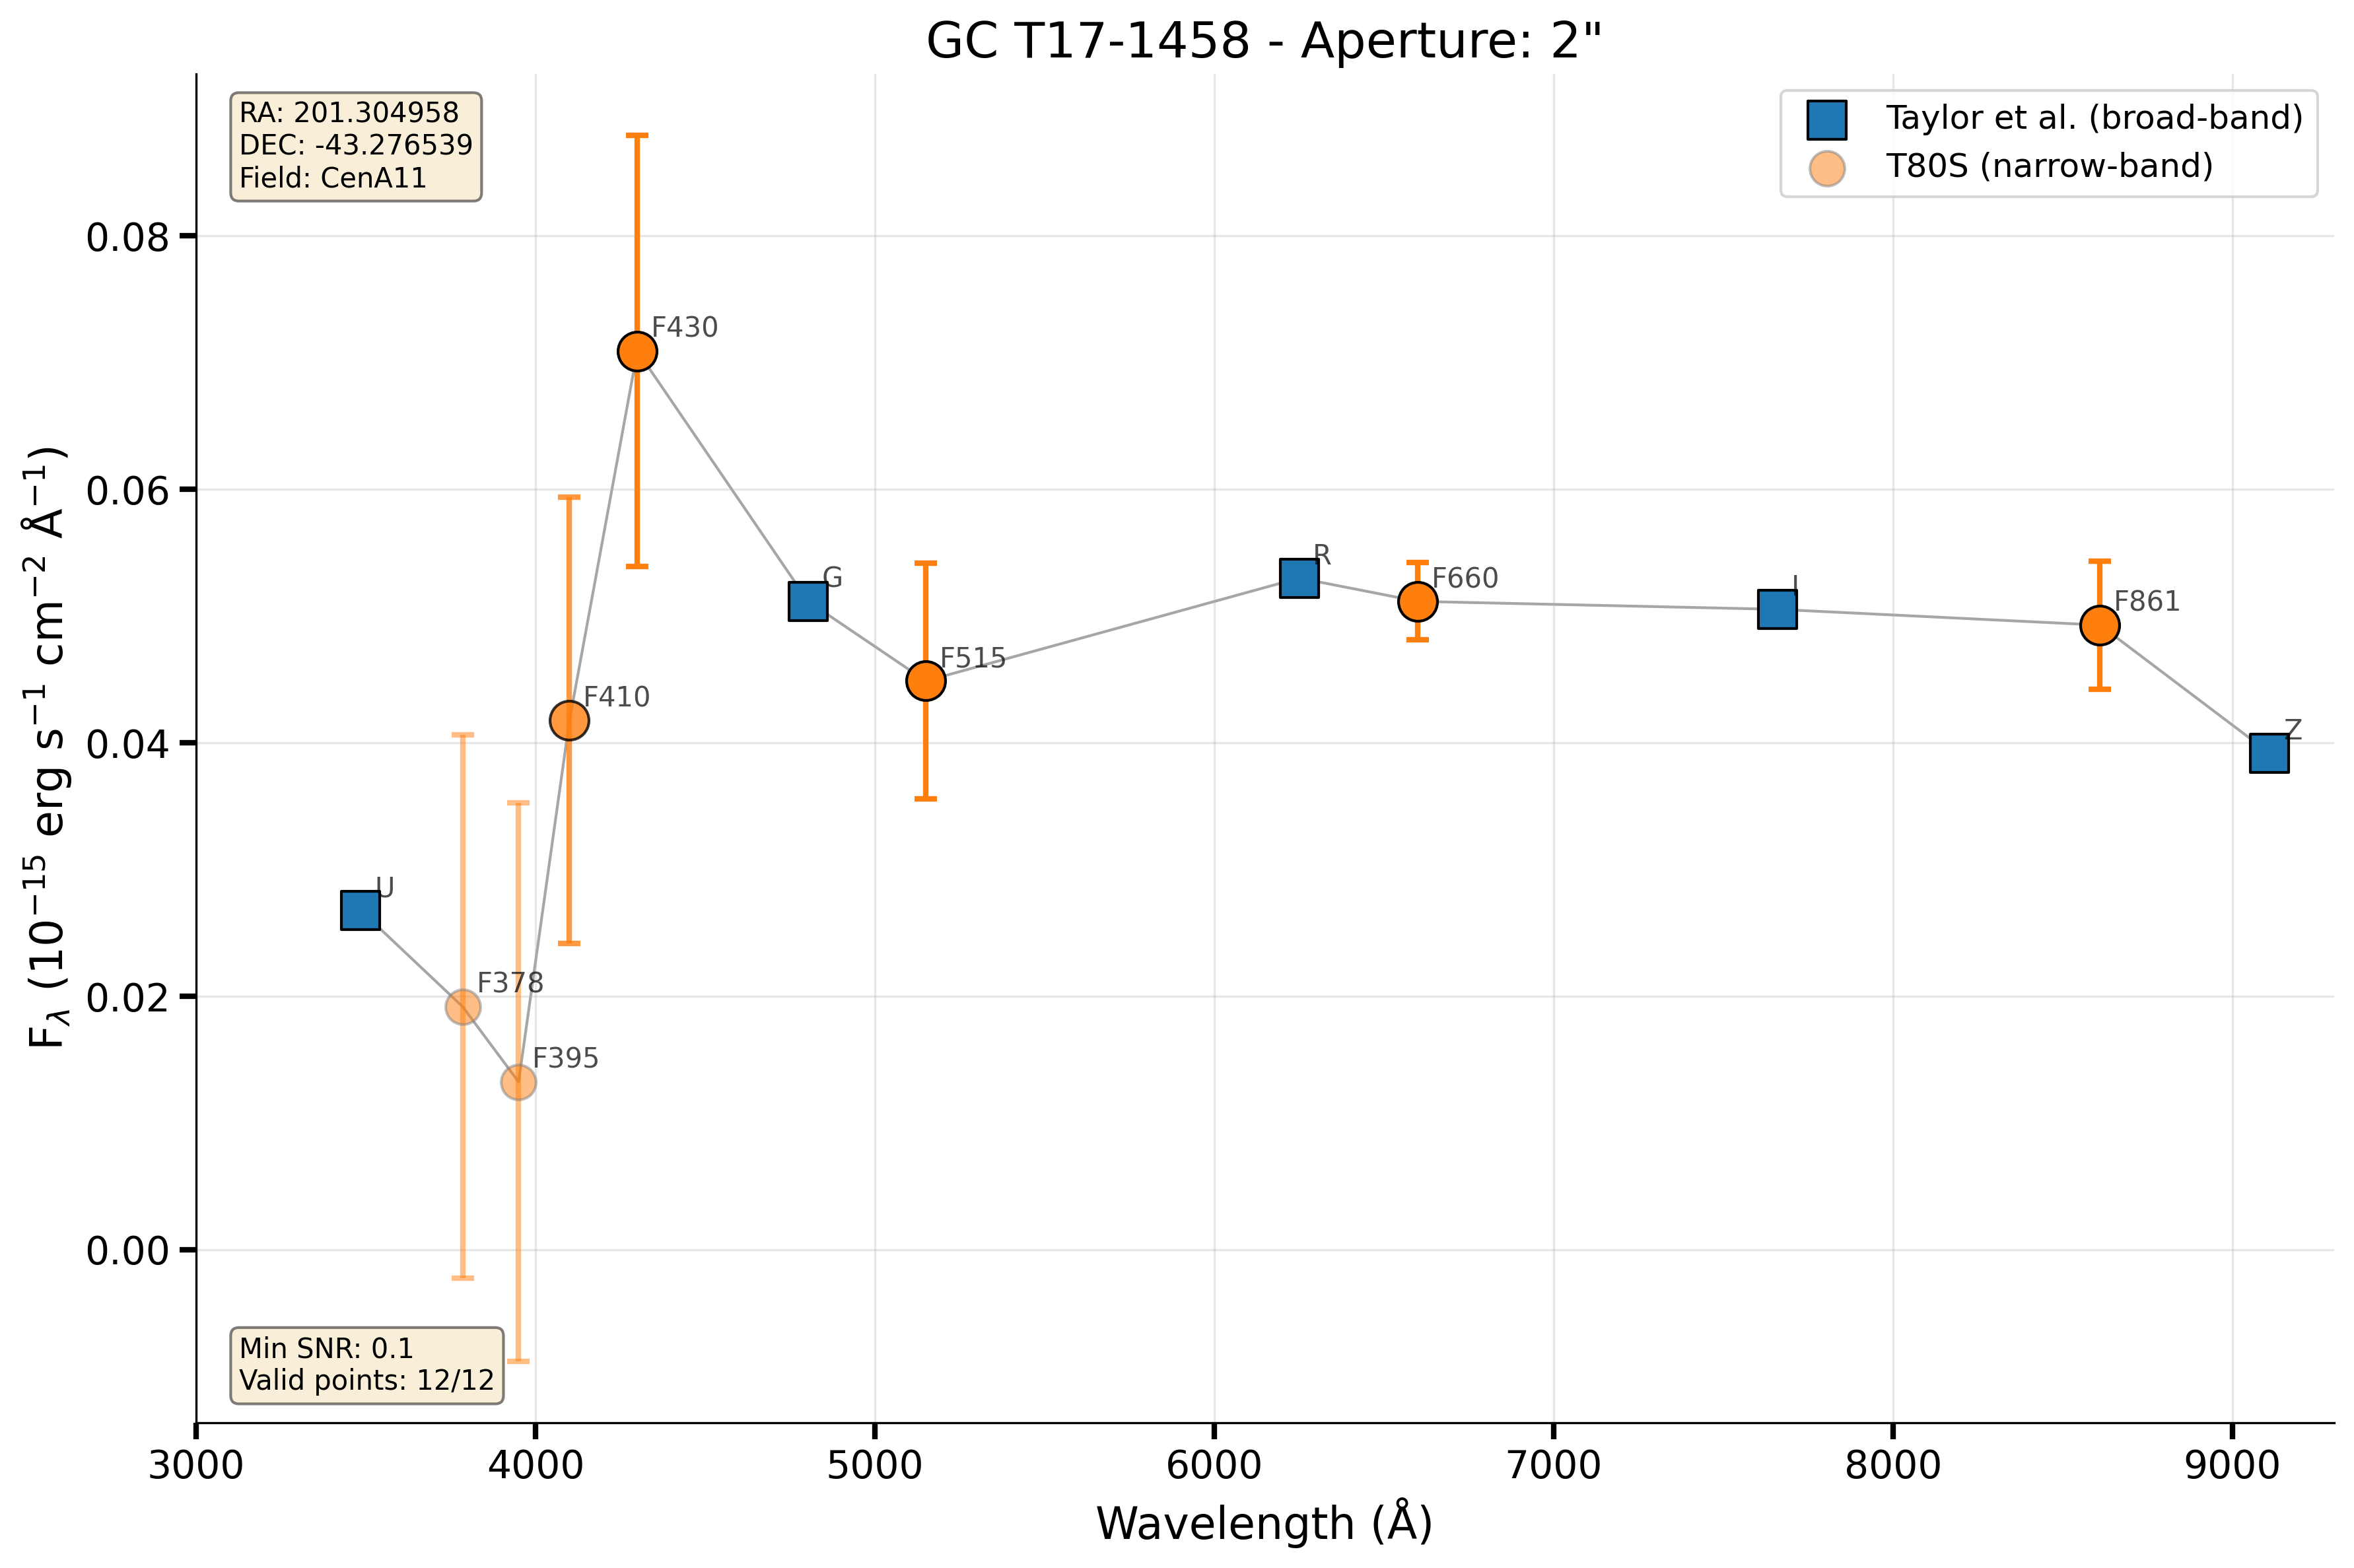 GC T17-1458 - Aperture: 2"
RA: 201.304958
DEC: -43.276539
Field: CenA11
Taylor et al. (broad-band)
T80S (narrow-band)
F430
0.08
0.06
0.04
0.02
0.00
F_λ (10⁻¹⁵ erg s⁻¹ cm⁻² Å⁻¹)
R
G
F660
I
F861
F515
F410
Z
U
F378
F395
Min SNR: 0.1
Valid points: 12/12
3000 4000 5000 6000 7000 8000 9000
Wavelength (Å)